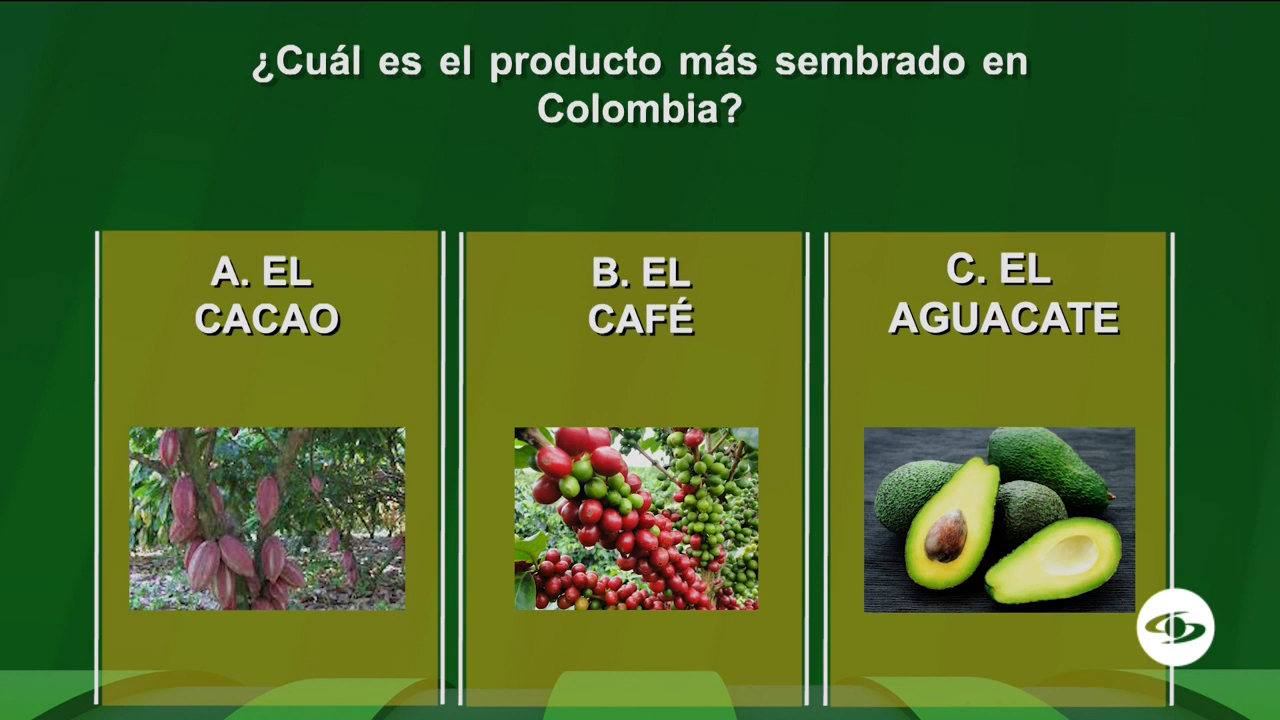 ¿Cuál es el producto más sembrado en
Colombia?
A. EL
CACAO
B. EL
CAFÉ
C. EL
AGUACATE